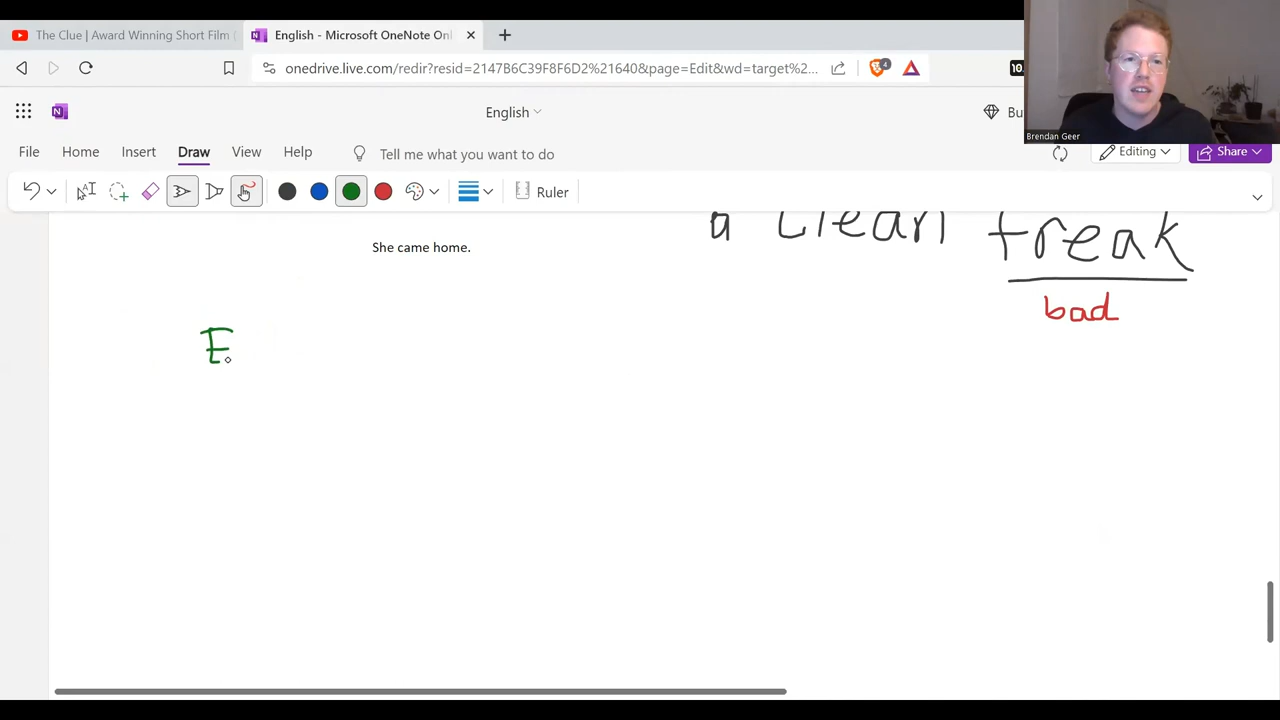 The Clue | Award Winning Short Film (
English - Microsoft OneNote Onl
onedrive.live.com/redir?resid=2147B6C39F8F6D2%21640&page=Edit&wd=target%2...
4
English
Brendan Geer
File Home Insert Draw View Help Tell me what you want to do
Editing Share
Ruler
a clean freak
She came home.
bad
E